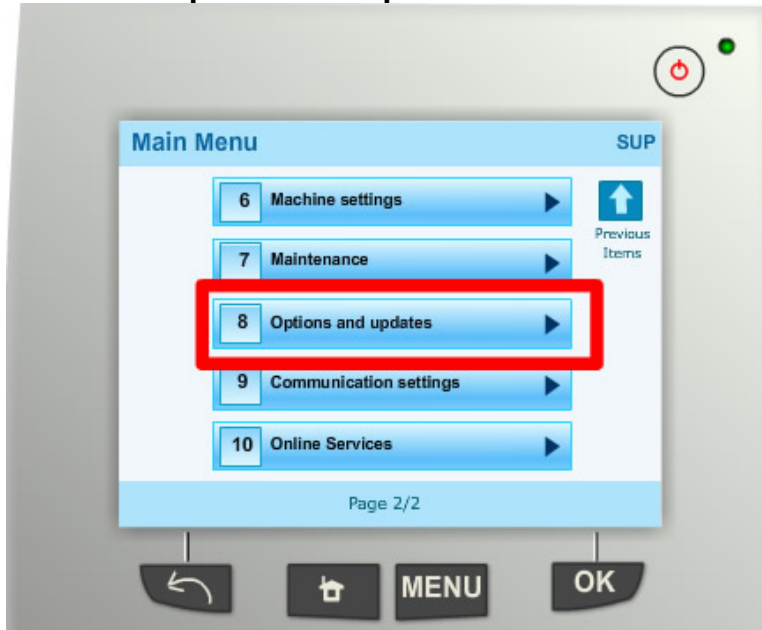 Main Menu
SUP
6 Machine settings
Previous
Items
7 Maintenance
8 Options and updates
9 Communication settings
10 Online Services
Page 2/2
MENU
OK